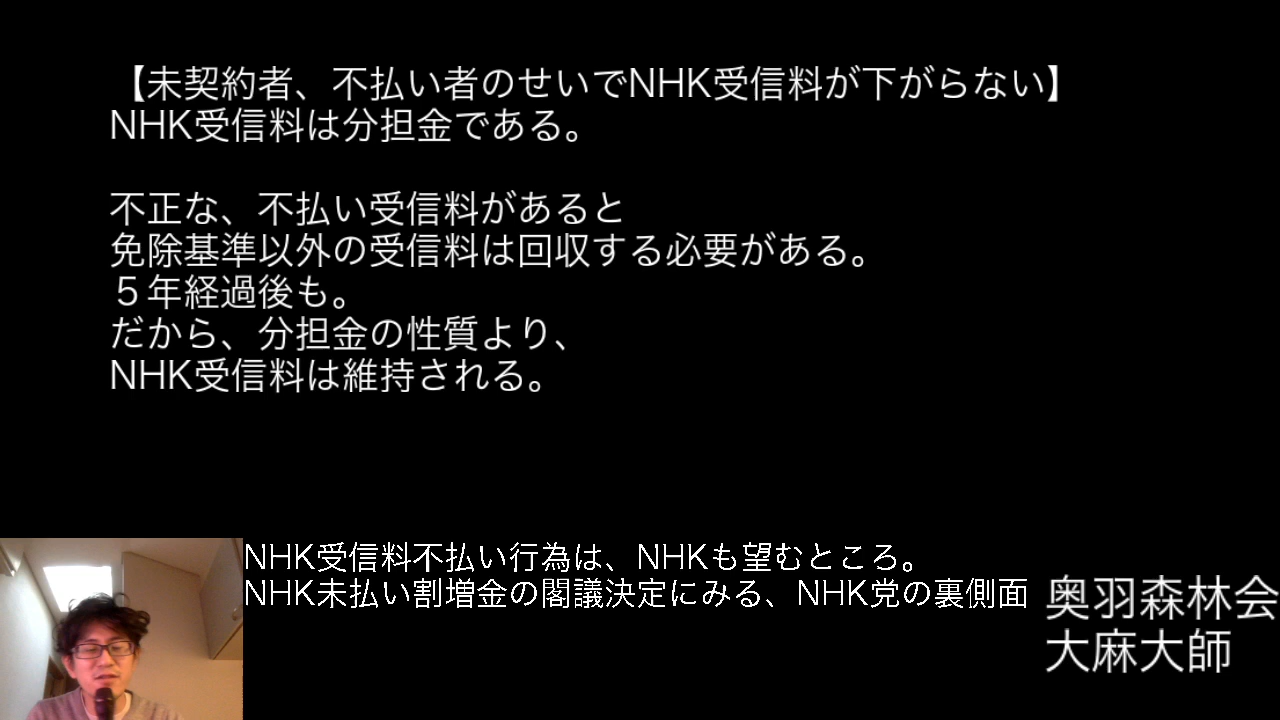 【未契約者、不払い者のせいでNHK受信料が下がらない】
NHK受信料は分担金である。
不正な、不払い受信料があると
免除基準以外の受信料は回収する必要がある。
５年経過後も。
だから、分担金の性質より、
NHK受信料は維持される。
NHK受信料不払い行為は、NHKも望むところ。
NHK未払い割増金の閣議決定にみる、NHK党の裏側面
奥羽森林会
大麻大師